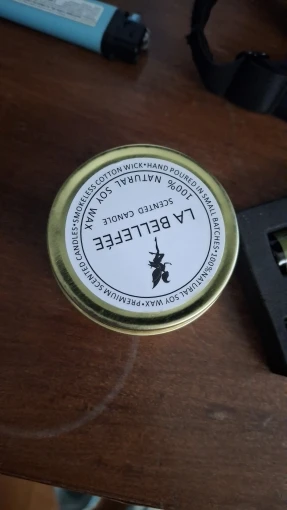 LA BELLEFÉE
SCENTED CANDLE
100% NATURAL SOY WAX
PREMIUM SCENTED CANDLES•SMOKELESS COTTON WICK•HAND POURED IN SMALL BATCHES•100% NATURAL SOY WAX•